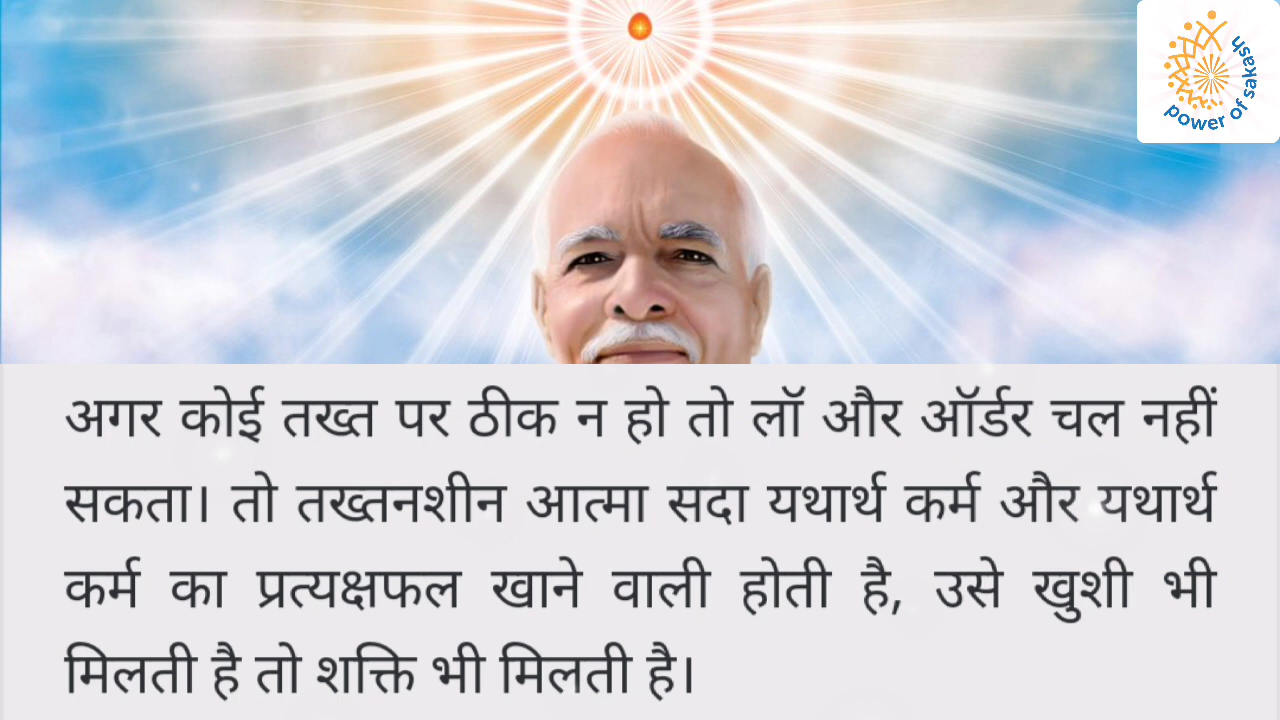 power of sakash
अगर कोई तख्त पर ठीक न हो तो लॉ और ऑर्डर चल नहीं
सकता। तो तख्तनशीन आत्मा सदा यथार्थ कर्म और यथार्थ
कर्म का प्रत्यक्षफल खाने वाली होती है, उसे खुशी भी
मिलती है तो शक्ति भी मिलती है।